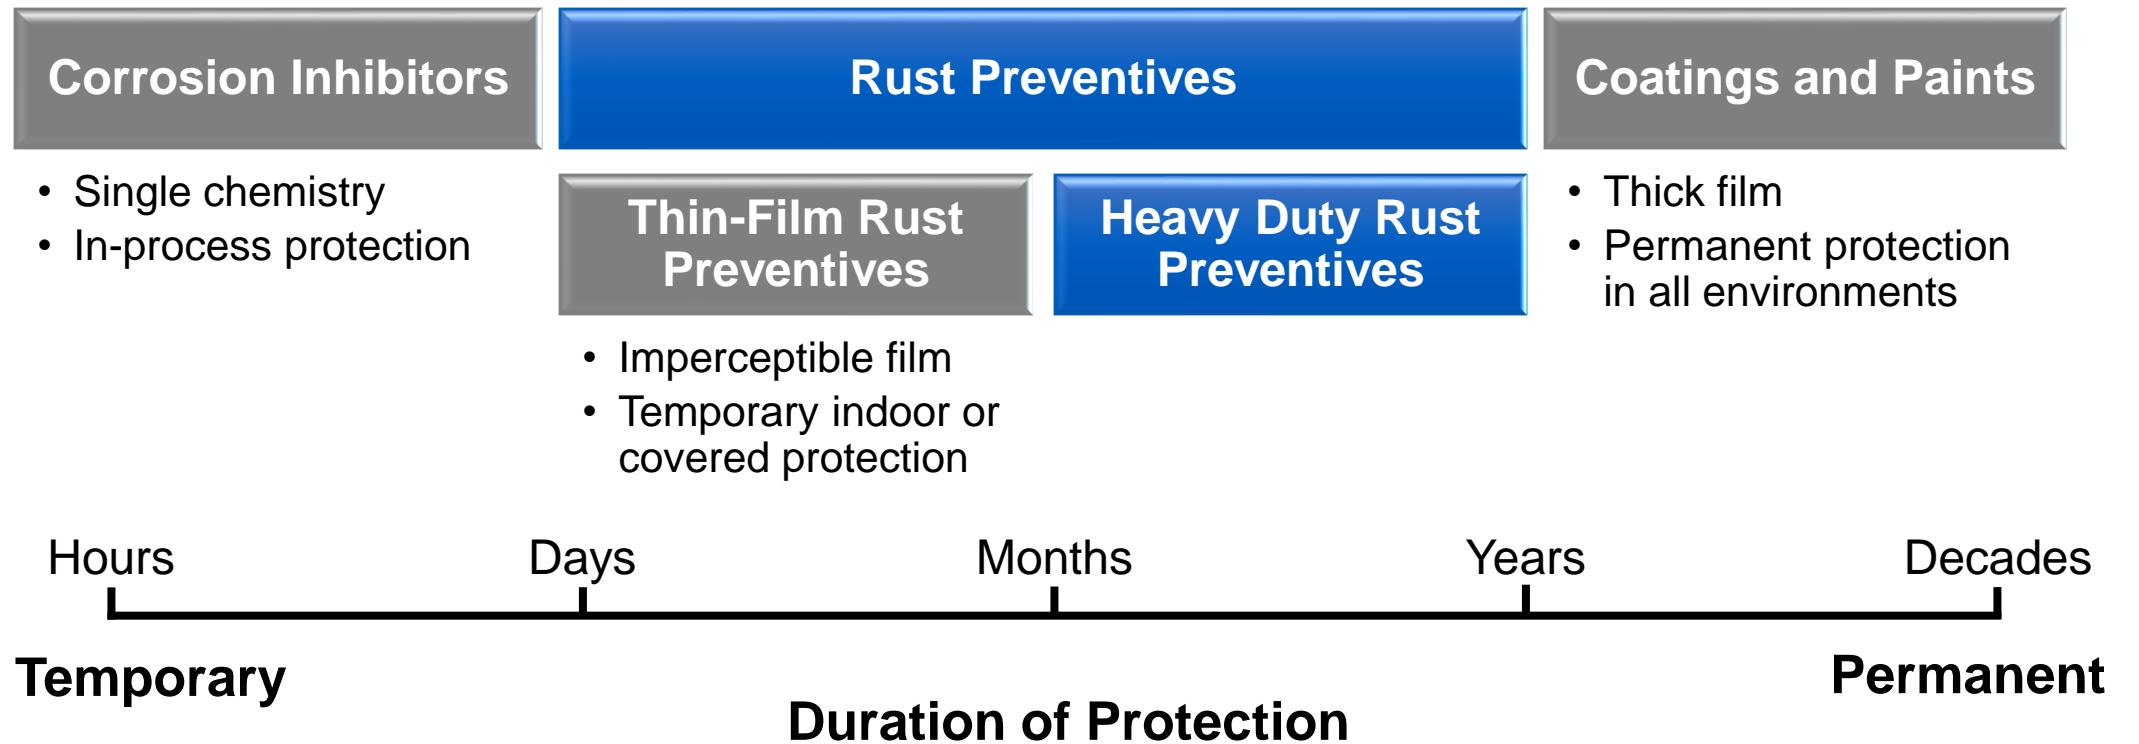 Corrosion Inhibitors
Rust Preventives
Coatings and Paints
• Single chemistry
• In-process protection
Thin-Film Rust
Preventives
Heavy Duty Rust
Preventives
• Thick film
• Permanent protection
in all environments
• Imperceptible film
• Temporary indoor or
covered protection
Hours
Days
Months
Years
Decades
Temporary
Permanent
Duration of Protection